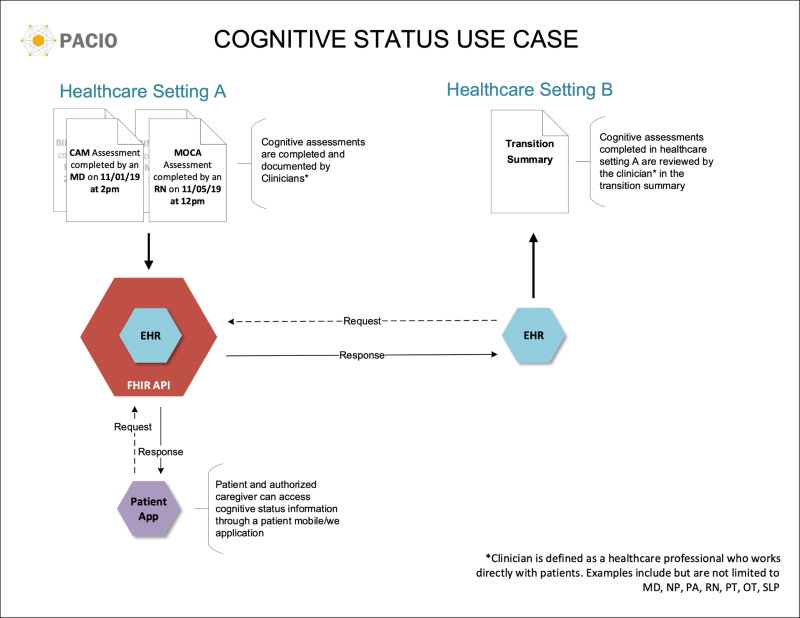 PACIO
COGNITIVE STATUS USE CASE
Healthcare Setting A
Healthcare Setting B
CAM Assessment
completed by an
MD on 11/01/19
at 2pm
MOCA
Assessment
completed by an
RN on 11/05/19
at 12pm
Cognitive assessments
are completed and
documented by
Clinicians*
Transition
Summary
Cognitive assessments
completed in healthcare
setting A are reviewed by
the clinician* in the
transition summary
EHR
FHIR API
Request
Response
EHR
Request
Response
Patient
App
Patient and authorized
caregiver can access
cognitive status information
through a patient mobile/we
application
*Clinician is defined as a healthcare professional who works
directly with patients. Examples include but are not limited to
MD, NP, PA, RN, PT, OT, SLP